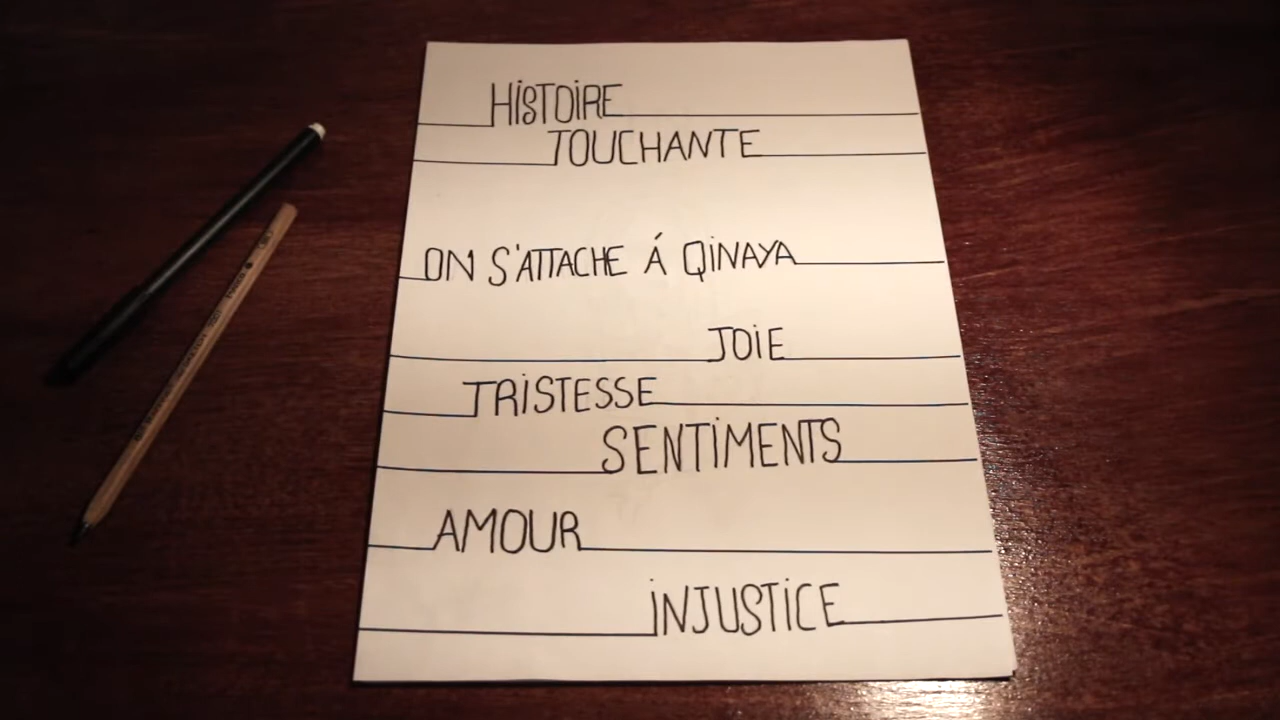 HiSTOiRE
TOUCHANTE
ON S'ATTACHE Á QiNAYA
JOiE
TRiSTESSE
SENTiMENTS
AMOUR
iNJUSTiCE